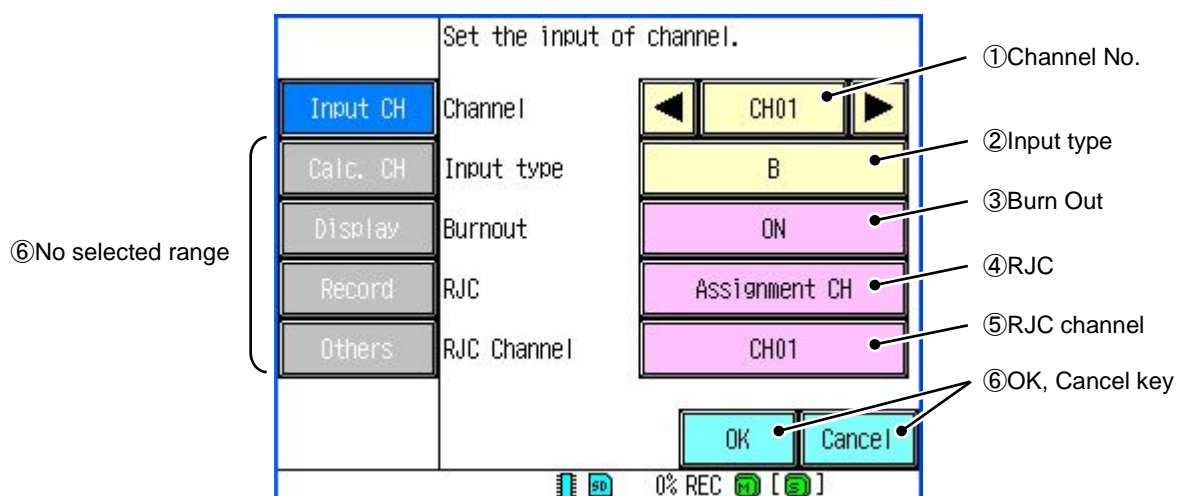 Set the input of channel.
①Channel No.
Input CH
Channel
CH01
②Input type
Calc. CH
Input type
B
③Burn Out
Display
Burnout
ON
⑥No selected range
④RJC
Record
RJC
Assignment CH
⑤RJC channel
Others
RJC Channel
CH01
⑥OK, Cancel key
OK
Cancel
SD
0% REC M [S]